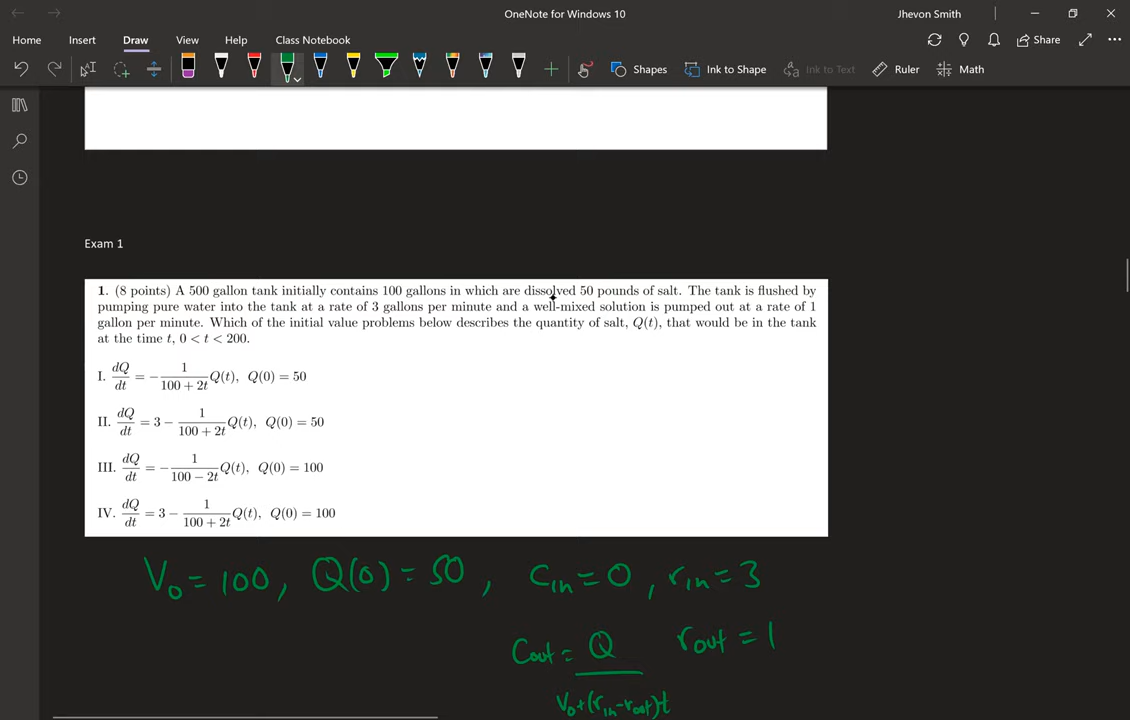 OneNote for Windows 10
Jhevon Smith
Home Insert Draw View Help Class Notebook
Share
Shapes Ink to Shape Ink to Text Ruler Math
Exam 1
1. (8 points) A 500 gallon tank initially contains 100 gallons in which are dissolved 50 pounds of salt. The tank is flushed by
pumping pure water into the tank at a rate of 3 gallons per minute and a well-mixed solution is pumped out at a rate of 1
gallon per minute. Which of the initial value problems below describes the quantity of salt, Q(t), that would be in the tank
at the time t, 0 < t < 200.
I. dQ/dt = − 1/(100 + 2t) Q(t), Q(0) = 50
II. dQ/dt = 3 − 1/(100 + 2t) Q(t), Q(0) = 50
III. dQ/dt = − 1/(100 − 2t) Q(t), Q(0) = 100
IV. dQ/dt = 3 − 1/(100 + 2t) Q(t), Q(0) = 100
V₀ = 100, Q(0) = 50, Cin = 0, rin = 3
Cout = Q/(V₀+(rin−rout)t) rout = 1